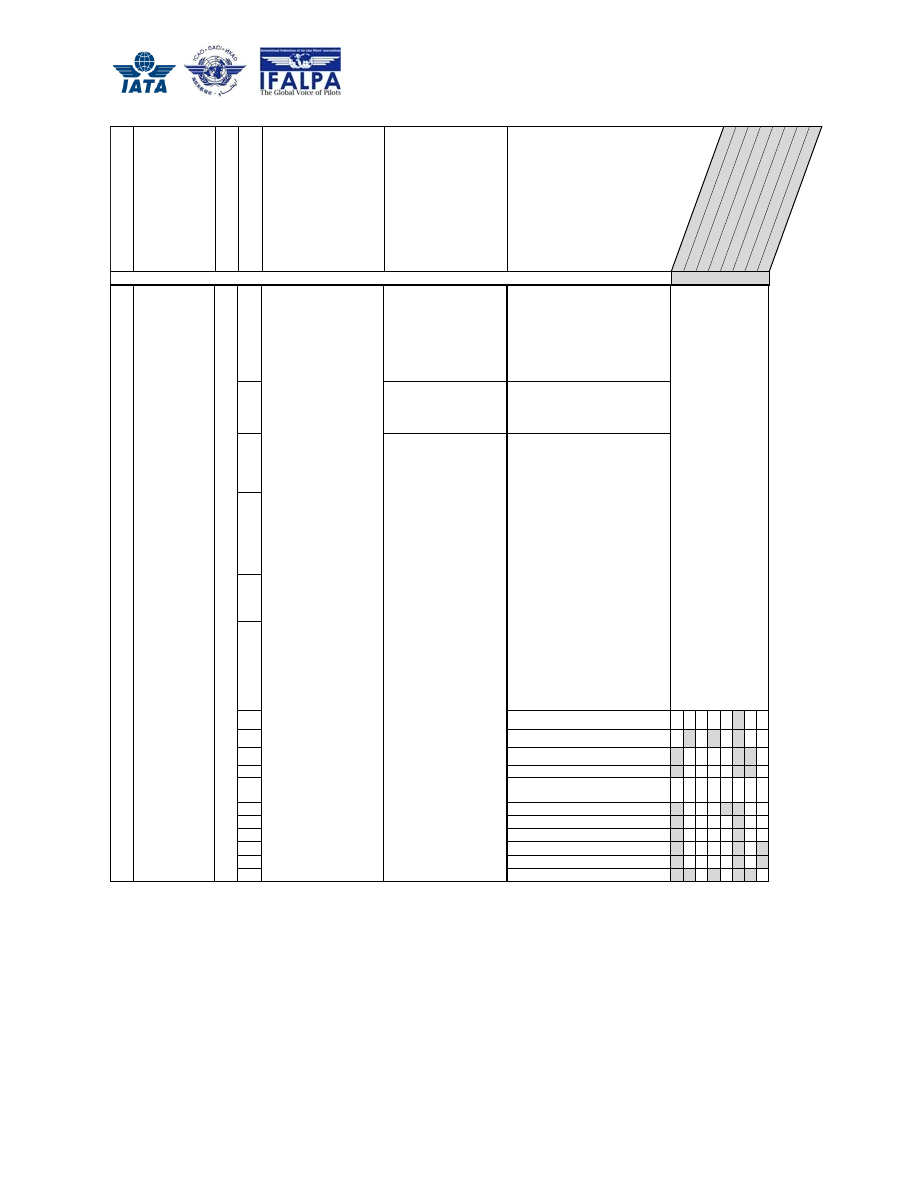 International Federation of Air Line Pilots' Associations
ICAO · OACI · ИКАО
IATA
IFALPA
The Global Voice of Pilots